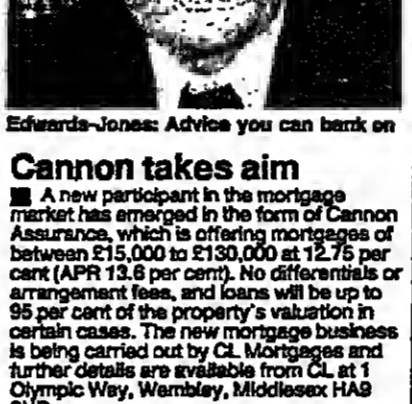 Edwards-Jones: Advice you can bank on
Cannon takes aim
■ A new participant in the mortgage
market has emerged in the form of Cannon
Assurance, which is offering mortgages of
between £15,000 to £130,000 at 12.75 per
cent (APR 13.6 per cent). No differentials or
arrangement fees, and loans will be up to
95 per cent of the property's valuation in
certain cases. The new mortgage business
is being carried out by CL Mortgages and
further details are available from CL at 1
Olympic Way, Wembley, Middlesex HA9